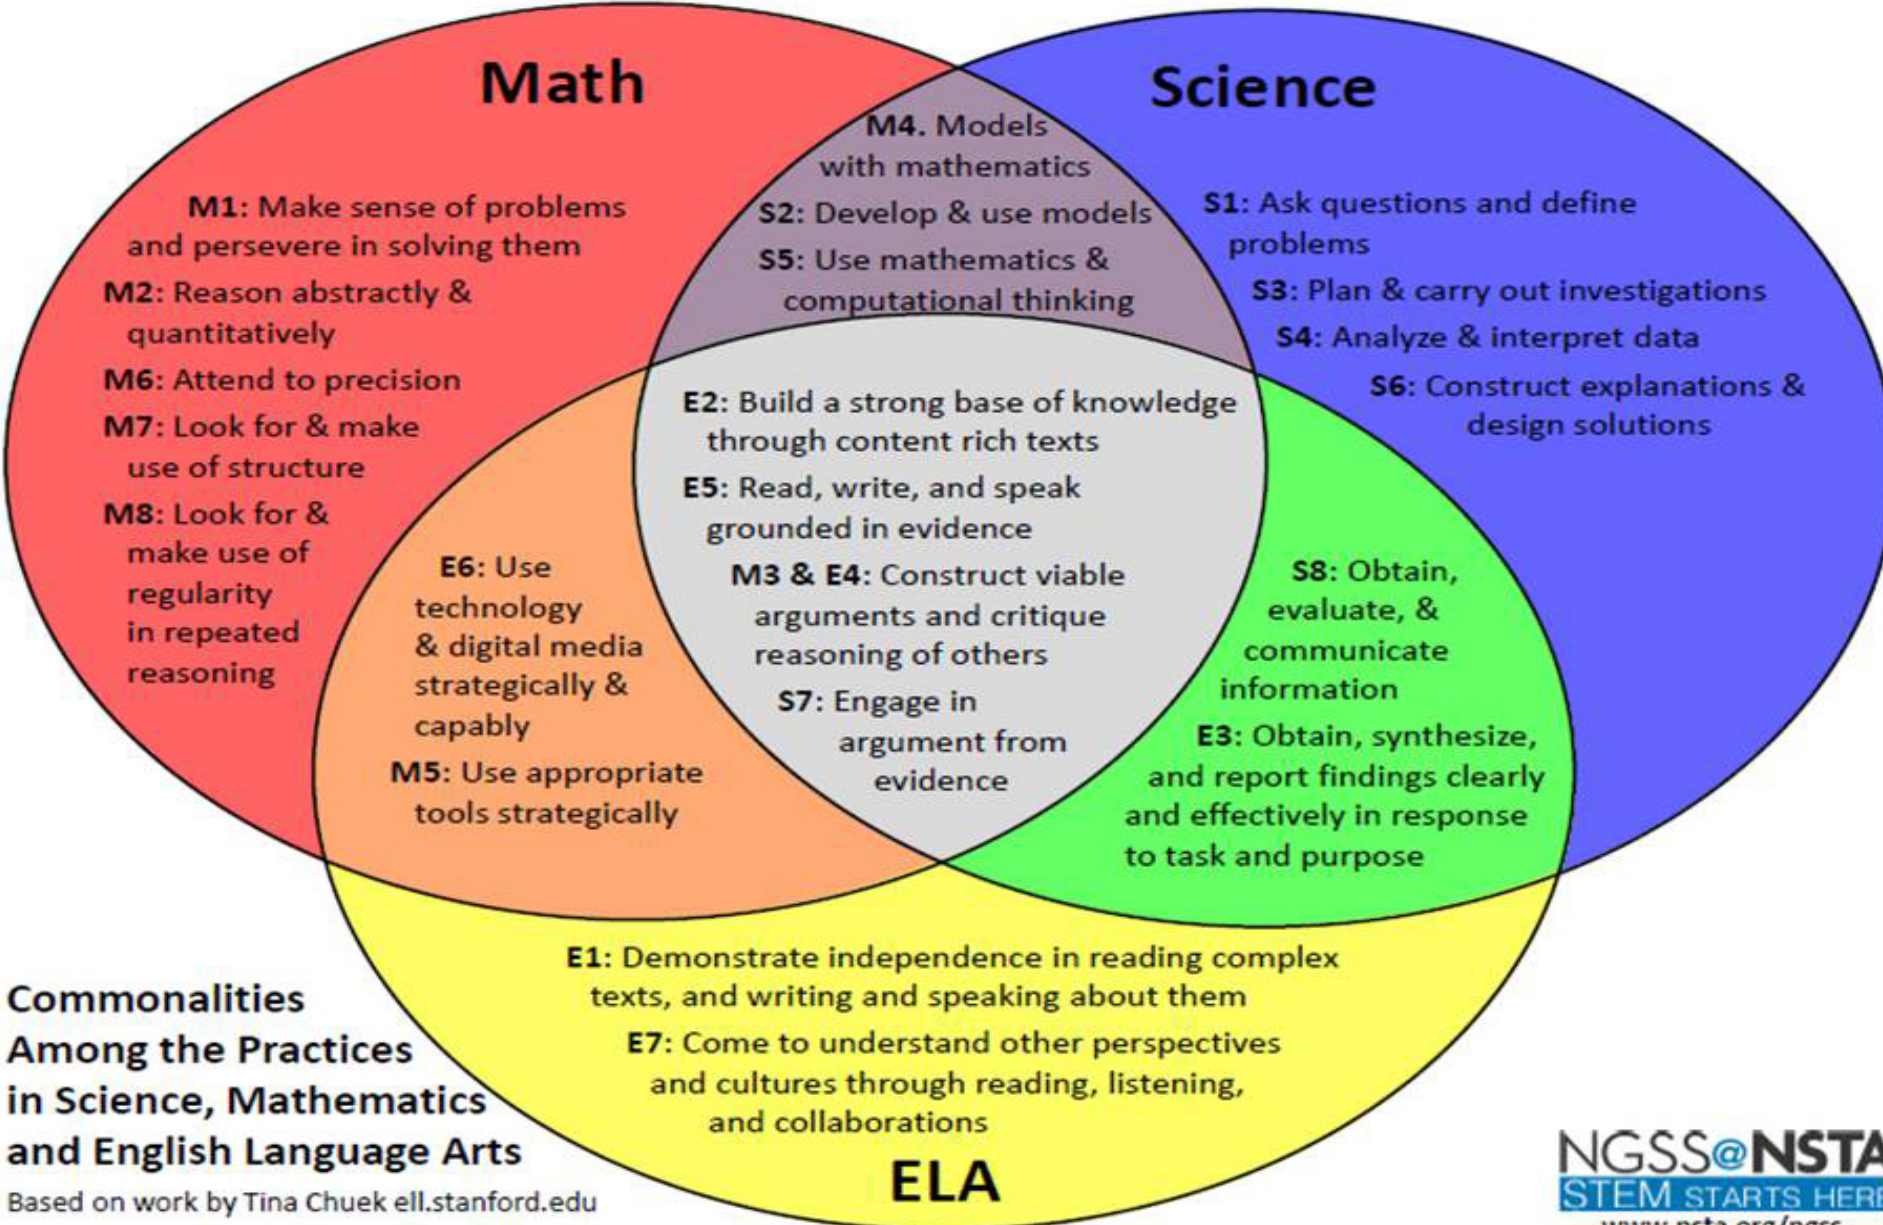 Math
Science
M4. Models
with mathematics
S2: Develop & use models
S5: Use mathematics &
computational thinking
M1: Make sense of problems
and persevere in solving them
M2: Reason abstractly &
quantitatively
M6: Attend to precision
M7: Look for & make
use of structure
M8: Look for &
make use of
regularity
in repeated
reasoning
S1: Ask questions and define
problems
S3: Plan & carry out investigations
S4: Analyze & interpret data
S6: Construct explanations &
design solutions
E2: Build a strong base of knowledge
through content rich texts
E5: Read, write, and speak
grounded in evidence
M3 & E4: Construct viable
arguments and critique
reasoning of others
S7: Engage in
argument from
evidence
E6: Use
technology
& digital media
strategically &
capably
M5: Use appropriate
tools strategically
S8: Obtain,
evaluate, &
communicate
information
E3: Obtain, synthesize,
and report findings clearly
and effectively in response
to task and purpose
E1: Demonstrate independence in reading complex
texts, and writing and speaking about them
E7: Come to understand other perspectives
and cultures through reading, listening,
and collaborations
ELA
Commonalities
Among the Practices
in Science, Mathematics
and English Language Arts
Based on work by Tina Chuek ell.stanford.edu
NGSS@NSTA
STEM STARTS HERE
www.nsta.org/ngss